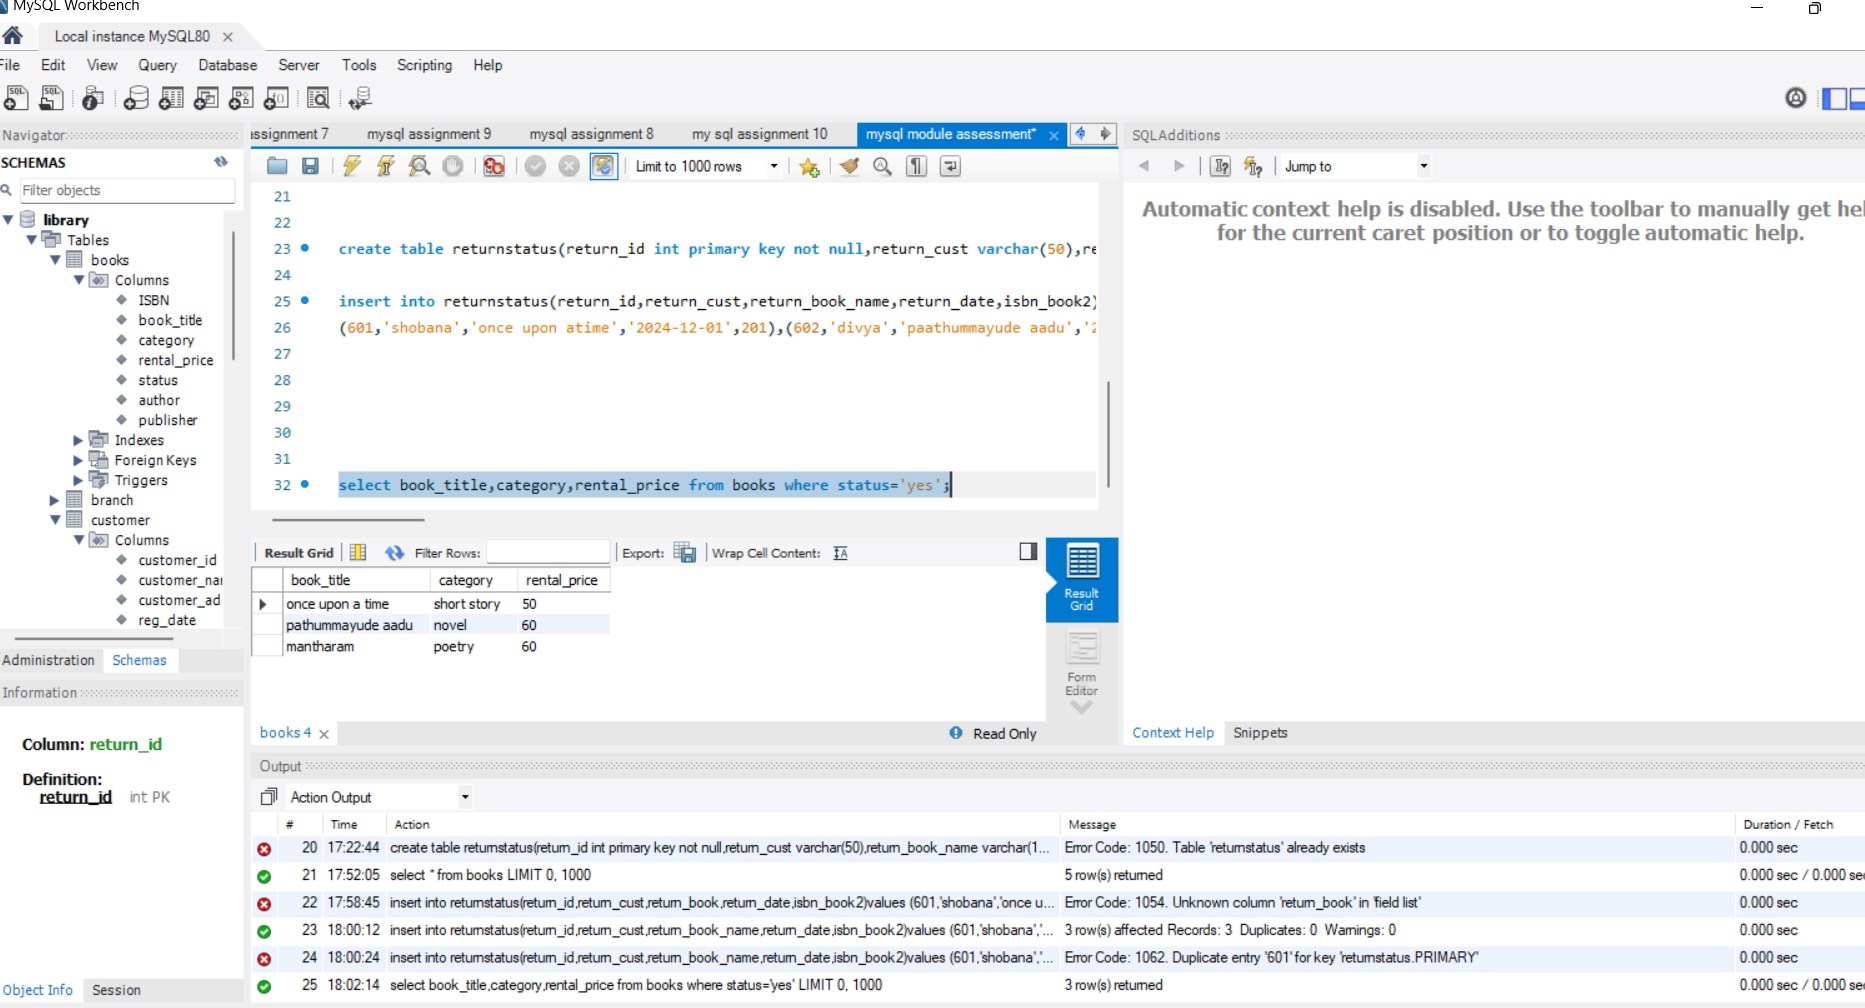 MySQL Workbench
Local instance MySQL80
File Edit View Query Database Server Tools Scripting Help
Navigator
SCHEMAS
Filter objects
library
Tables
books
Columns
ISBN
book_title
category
rental_price
status
author
publisher
Indexes
Foreign Keys
Triggers
branch
customer
Columns
customer_id
customer_nar
customer_ad
reg_date
Administration Schemas
Information
Column: return_id
Definition:
return_id int PK
Object Info Session
assignment 7 mysql assignment 9 mysql assignment 8 my sql assignment 10 mysql module assessment*
Limit to 1000 rows
21
22
23 create table returnstatus(return_id int primary key not null,return_cust varchar(50),re
24
25 insert into returnstatus(return_id,return_cust,return_book_name,return_date,isbn_book2)
26 (601,'shobana','once upon atime','2024-12-01',201),(602,'divya','paathummayude aadu','2
27
28
29
30
31
32 select book_title,category,rental_price from books where status='yes';
Result Grid Filter Rows: Export: Wrap Cell Content:
book_title category rental_price
once upon a time short story 50
pathummayude aadu novel 60
mantharam poetry 60
Result Grid
Form Editor
books 4
Read Only
SQLAdditions
Jump to
Automatic context help is disabled. Use the toolbar to manually get hel
for the current caret position or to toggle automatic help.
Context Help Snippets
Output
Action Output
# Time Action Message Duration / Fetch
20 17:22:44 create table returnstatus(return_id int primary key not null,return_cust varchar(50),return_book_name varchar(1... Error Code: 1050. Table 'returnstatus' already exists 0.000 sec
21 17:52:05 select * from books LIMIT 0, 1000 5 row(s) returned 0.000 sec / 0.000 sec
22 17:58:45 insert into returnstatus(return_id,return_cust,return_book,return_date,isbn_book2)values (601,'shobana','once u... Error Code: 1054. Unknown column 'return_book' in 'field list' 0.000 sec
23 18:00:12 insert into returnstatus(return_id,return_cust,return_book_name,return_date,isbn_book2)values (601,'shobana','... 3 row(s) affected Records: 3 Duplicates: 0 Warnings: 0 0.000 sec
24 18:00:24 insert into returnstatus(return_id,return_cust,return_book_name,return_date,isbn_book2)values (601,'shobana','... Error Code: 1062. Duplicate entry '601' for key 'returnstatus.PRIMARY' 0.000 sec
25 18:02:14 select book_title,category,rental_price from books where status='yes' LIMIT 0, 1000 3 row(s) returned 0.000 sec / 0.000 sec